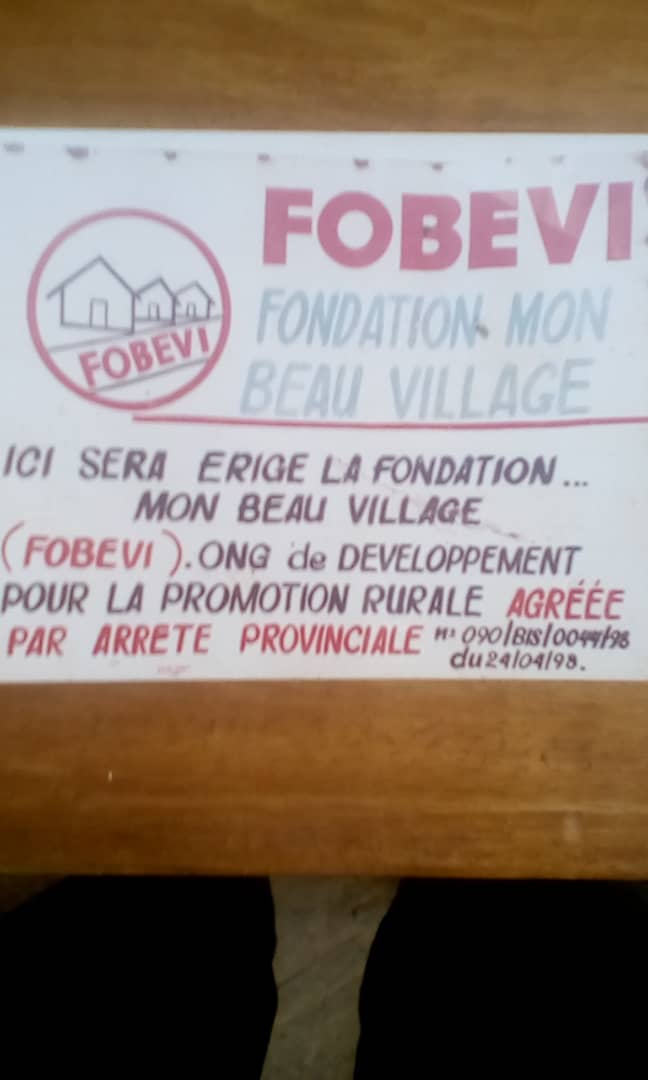 FOBEVI
FONDATION MON
BEAU VILLAGE
FOBEVI
ICI SERA ERIGE LA FONDATION...
MON BEAU VILLAGE
(FOBEVI). ONG de DEVELOPPEMENT
POUR LA PROMOTION RURALE AGRÉÉE
PAR ARRETE PROVINCIALE N° 090/BIS/0044/98
du 24/04/98.